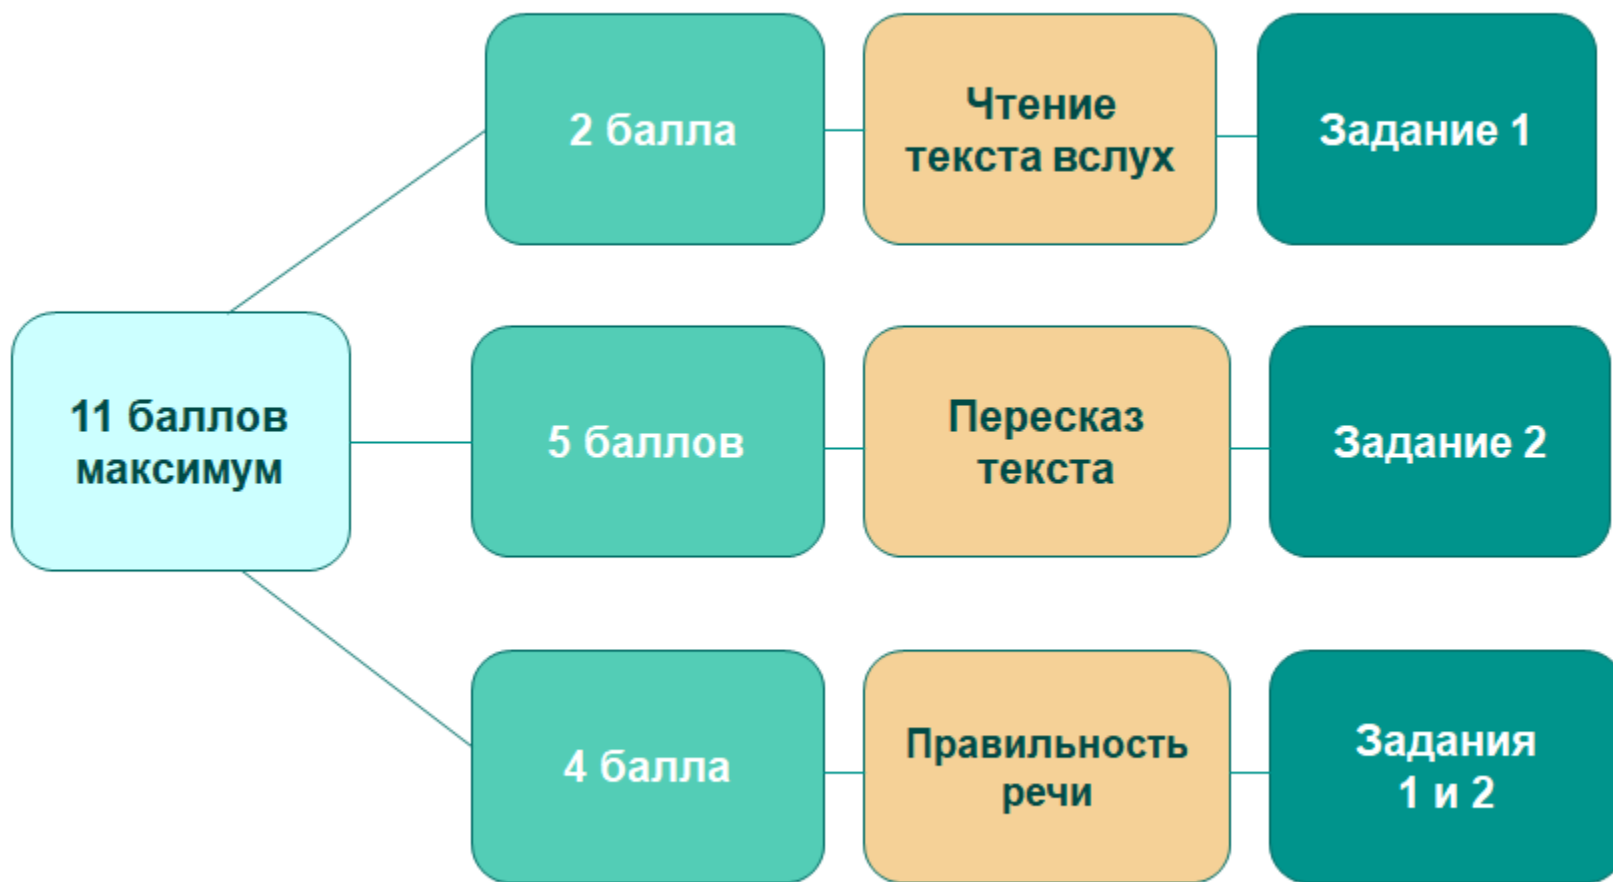 2 балла
Чтение
текста вслух
Задание 1
11 баллов
максимум
5 баллов
Пересказ
текста
Задание 2
4 балла
Правильность
речи
Задания
1 и 2